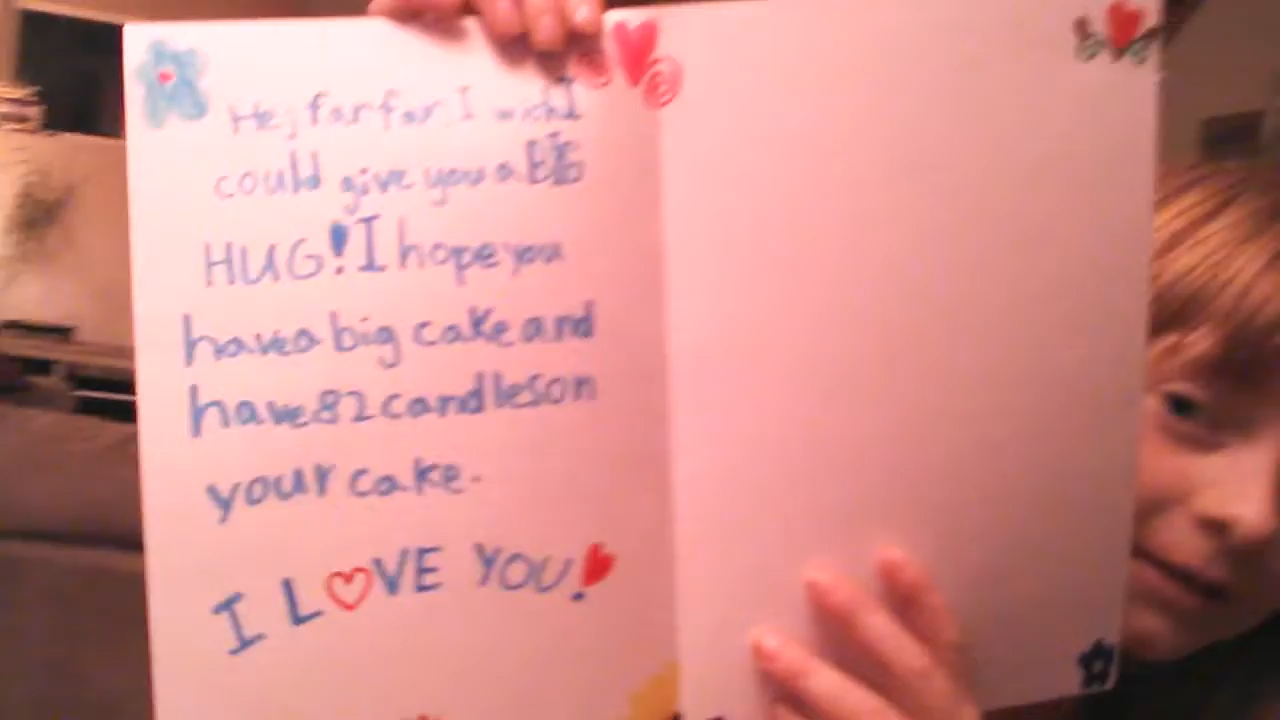 Hej farfar I wish I
could give you a BIG
HUG! I hope you
have a big cake and
have 82 candles on
your cake.
I LOVE YOU!